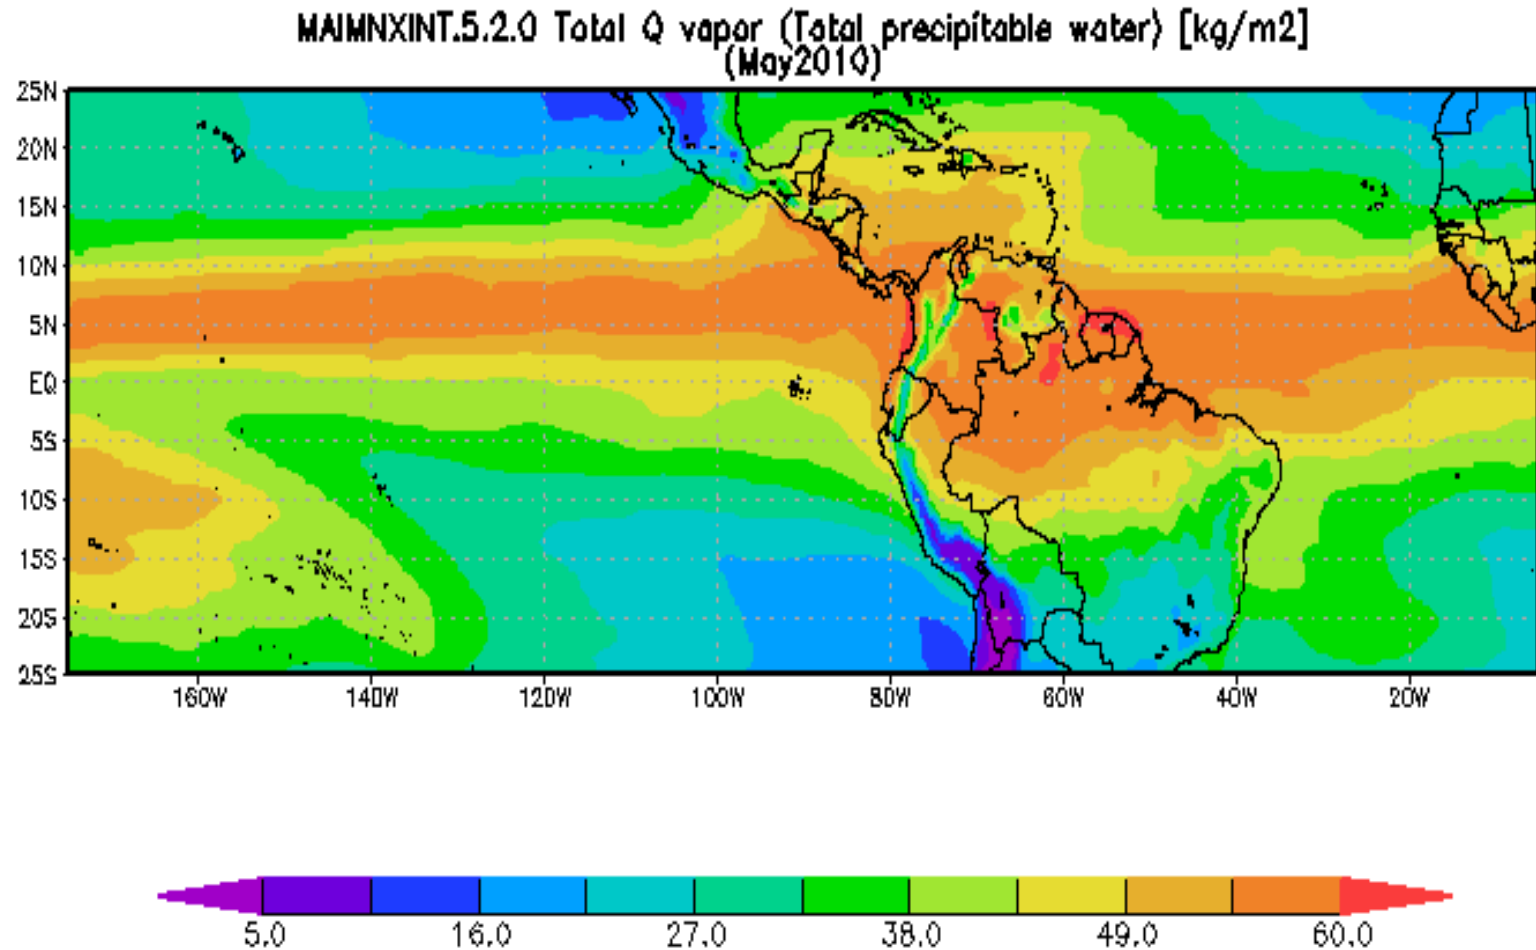 MAIMNXINT.5.2.0 Total Q vapor (Total precipitable water) [kg/m2]
(May2010)
25N
20N
15N
10N
5N
EQ
5S
10S
15S
20S
25S
160W 140W 120W 100W 80W 60W 40W 20W
5.0 16.0 27.0 38.0 49.0 60.0